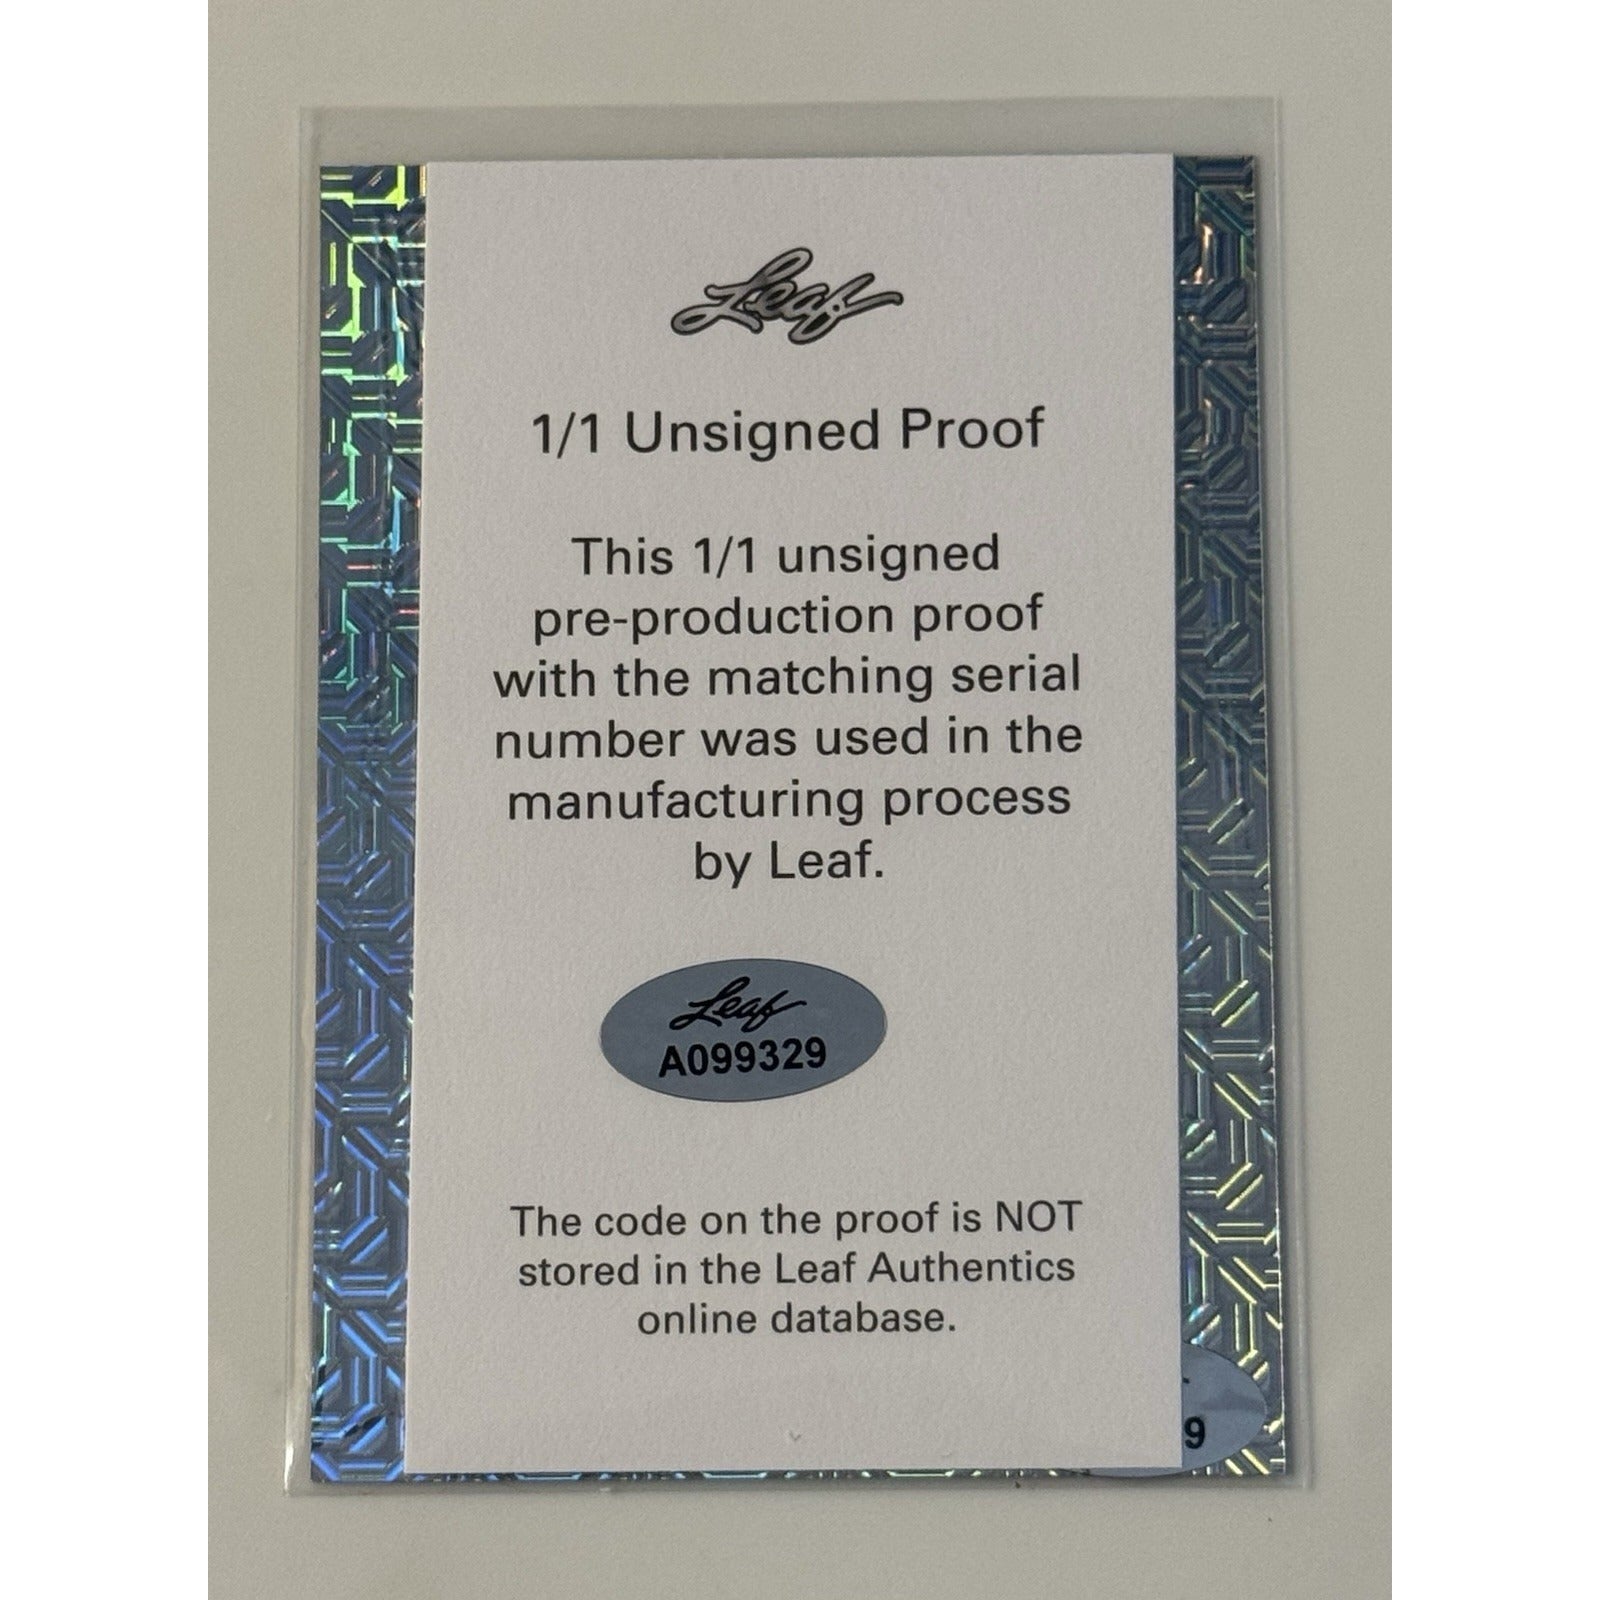 Leaf
1/1 Unsigned Proof
This 1/1 unsigned
pre-production proof
with the matching serial
number was used in the
manufacturing process
by Leaf.
Leaf
A099329
The code on the proof is NOT
stored in the Leaf Authentics
online database.
9